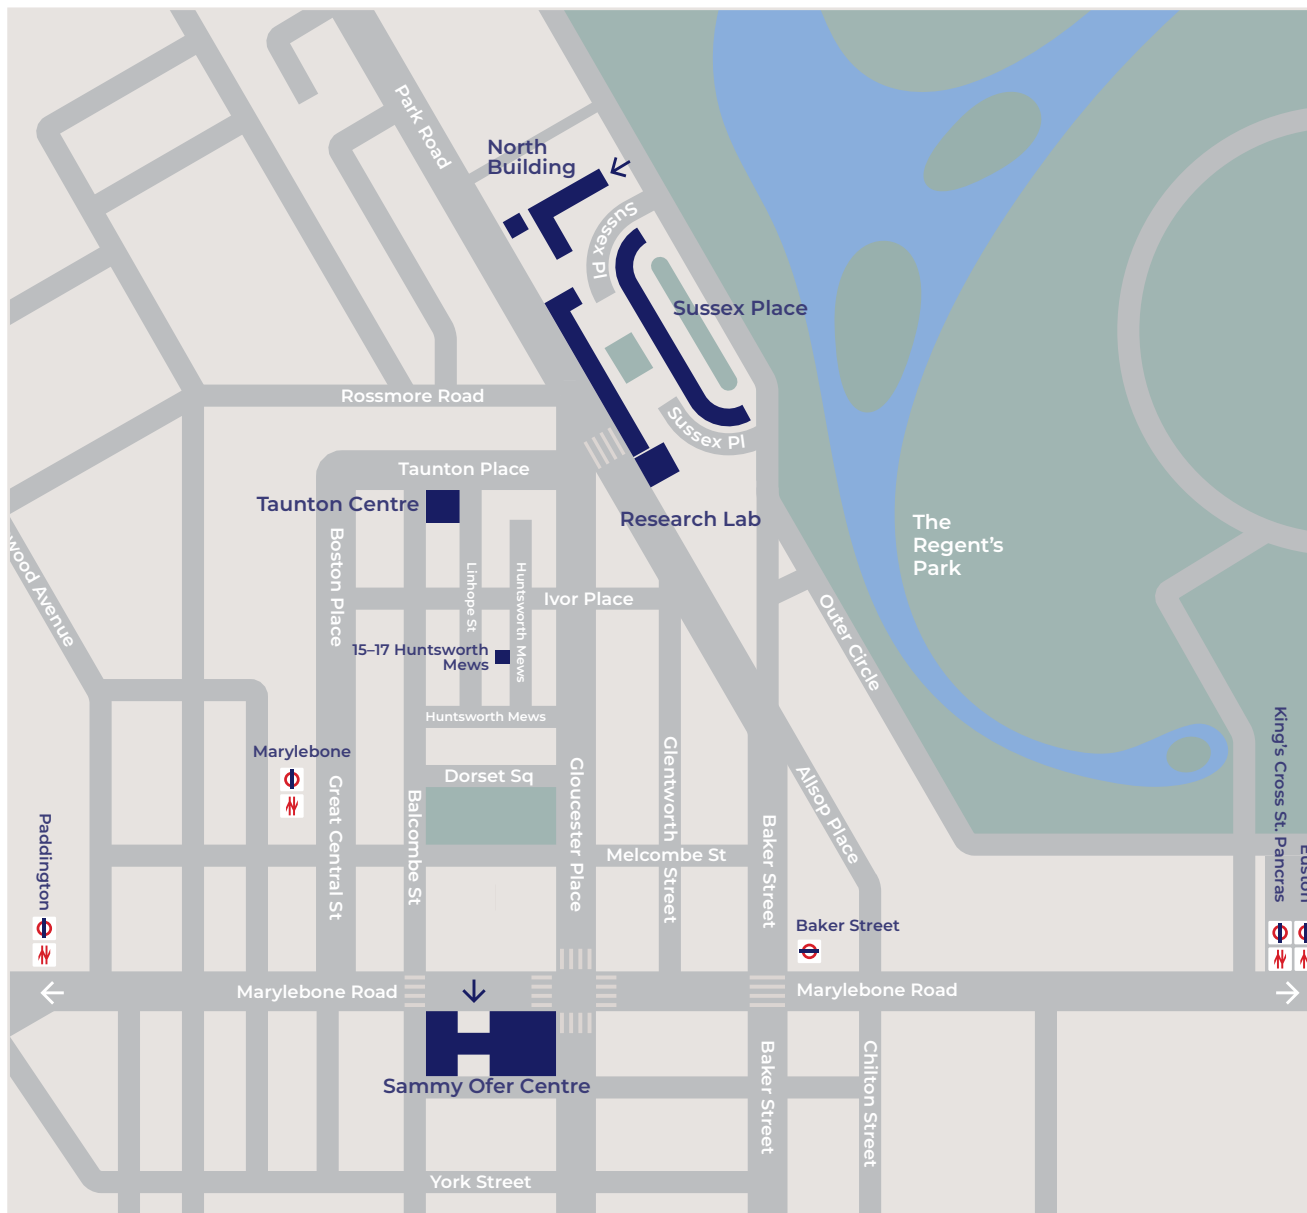 Park Road
North
Building
Sussex Pl
Sussex Place
Rossmore Road
Sussex Pl
Taunton Place
Taunton Centre
Research Lab
The
Regent's
Park
wood Avenue
Boston Place
Linhope St
Huntsworth Mews
Ivor Place
Outer Circle
15–17 Huntsworth
Mews
Huntsworth Mews
Marylebone
Dorset Sq
Great Central St
Balcombe St
Gloucester Place
Glentworth Street
Allsop Place
King's Cross St. Pancras
Euston
Paddington
Melcombe St
Baker Street
Baker Street
Marylebone Road
Marylebone Road
Sammy Ofer Centre
Baker Street
Chilton Street
York Street